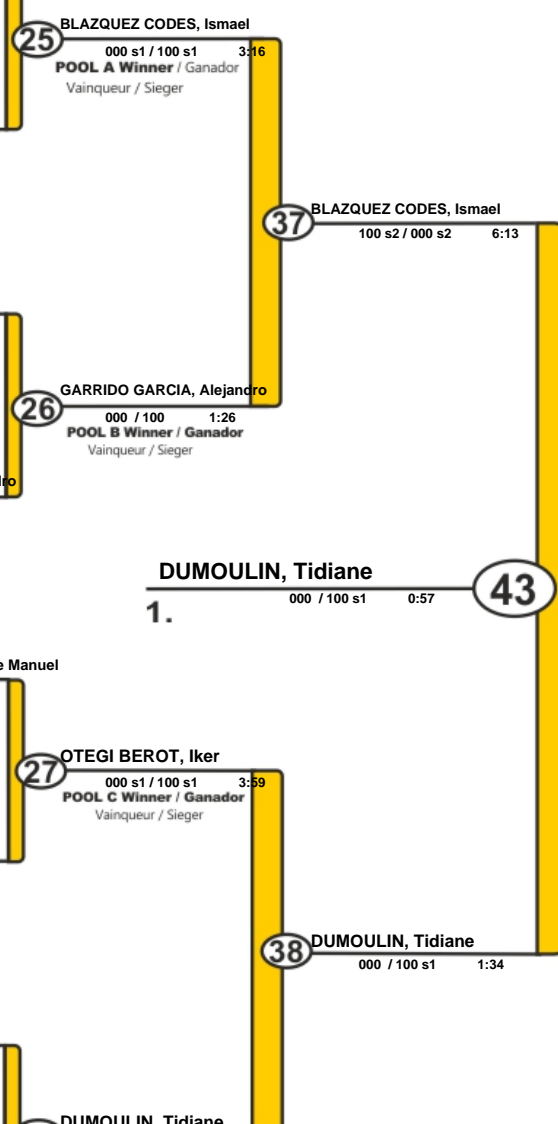 BLAZQUEZ CODES, Ismael
25
000 s1 / 100 s1 3:16
POOL A Winner / Ganador
Vainqueur / Sieger
BLAZQUEZ CODES, Ismael
37
100 s2 / 000 s2 6:13
GARRIDO GARCIA, Alejandro
26
000 / 100 1:26
POOL B Winner / Ganador
Vainqueur / Sieger
dro
DUMOULIN, Tidiane
43
000 / 100 s1 0:57
1.
e Manuel
OTEGI BEROT, Iker
27
000 s1 / 100 s1 3:59
POOL C Winner / Ganador
Vainqueur / Sieger
DUMOULIN, Tidiane
38
000 / 100 s1 1:34
DUMOULIN, Tidiane